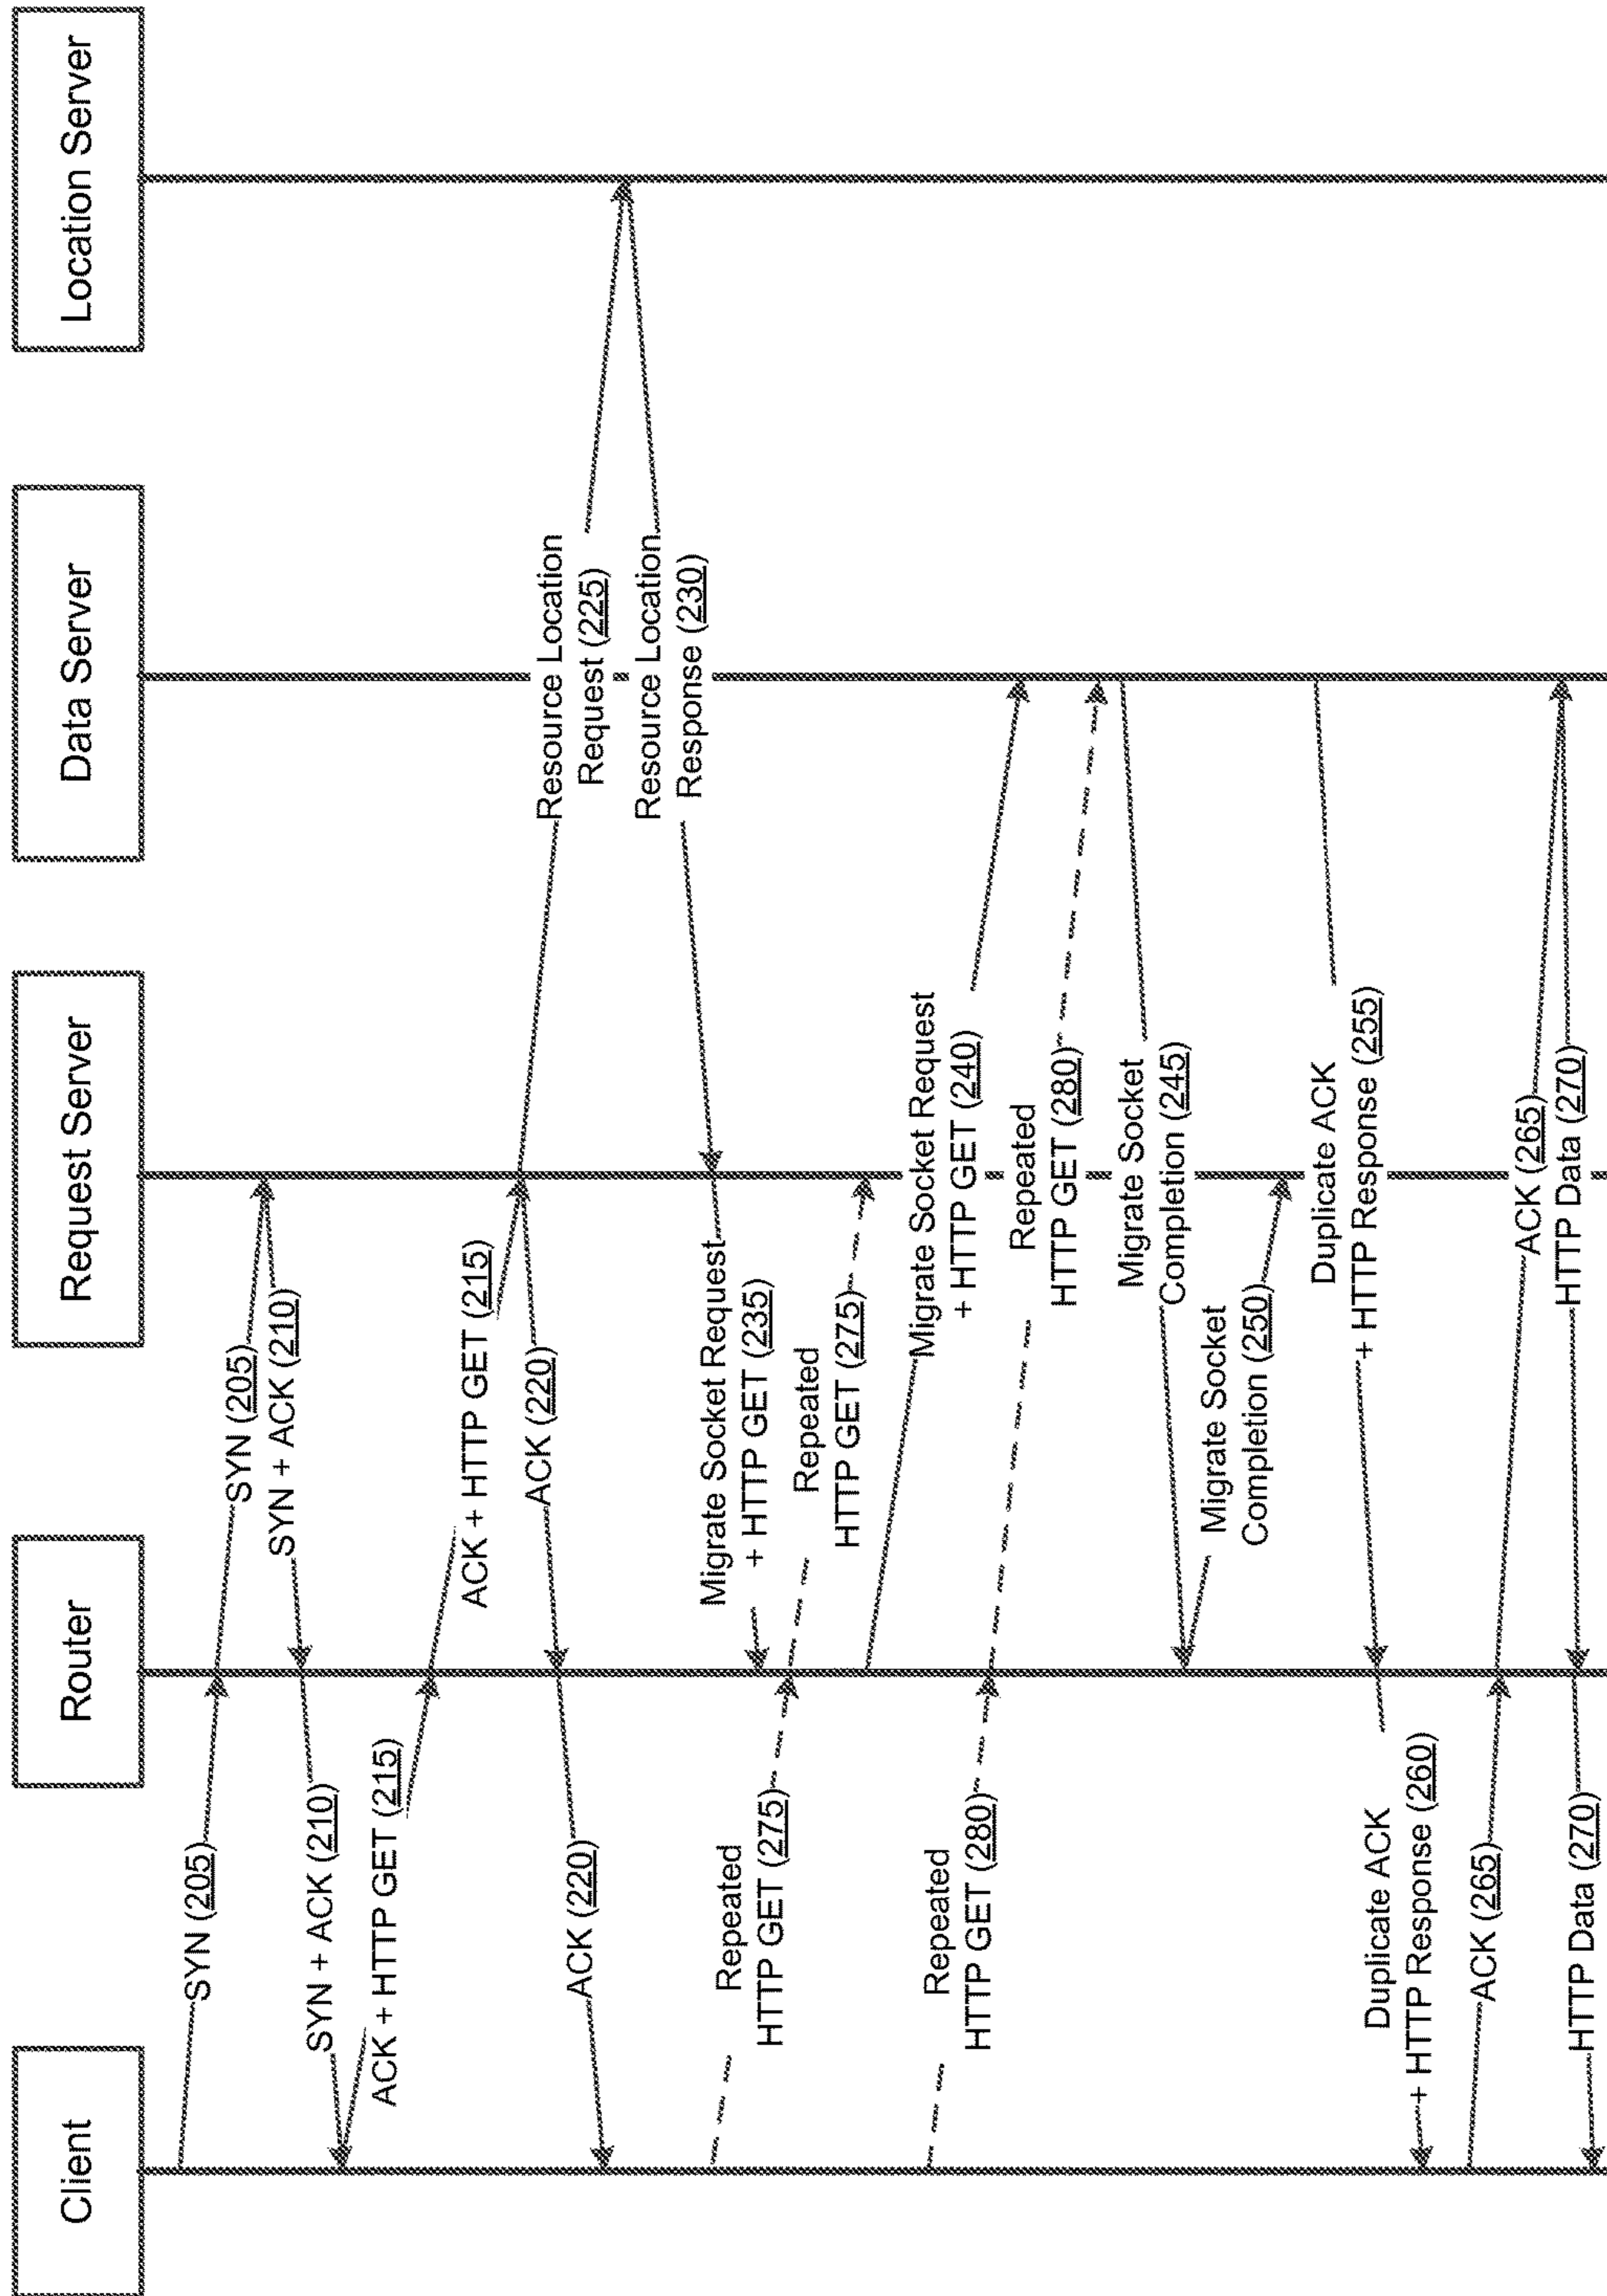 Client
Router
Request Server
Data Server
Location Server
SYN (205)
SYN (205)
SYN + ACK (210)
SYN + ACK (210)
ACK + HTTP GET (215)
ACK + HTTP GET (215)
ACK (220)
ACK (220)
Resource Location
Request (225)
Resource Location
Response (230)
Migrate Socket Request
+ HTTP GET (235)
Repeated
HTTP GET (275)
Repeated
HTTP GET (275)
Migrate Socket Request
+ HTTP GET (240)
Repeated
HTTP GET (280)
Repeated
HTTP GET (280)
Migrate Socket
Completion (245)
Migrate Socket
Completion (250)
Duplicate ACK
+ HTTP Response (255)
Duplicate ACK
+ HTTP Response (260)
ACK (265)
ACK (265)
HTTP Data (270)
HTTP Data (270)